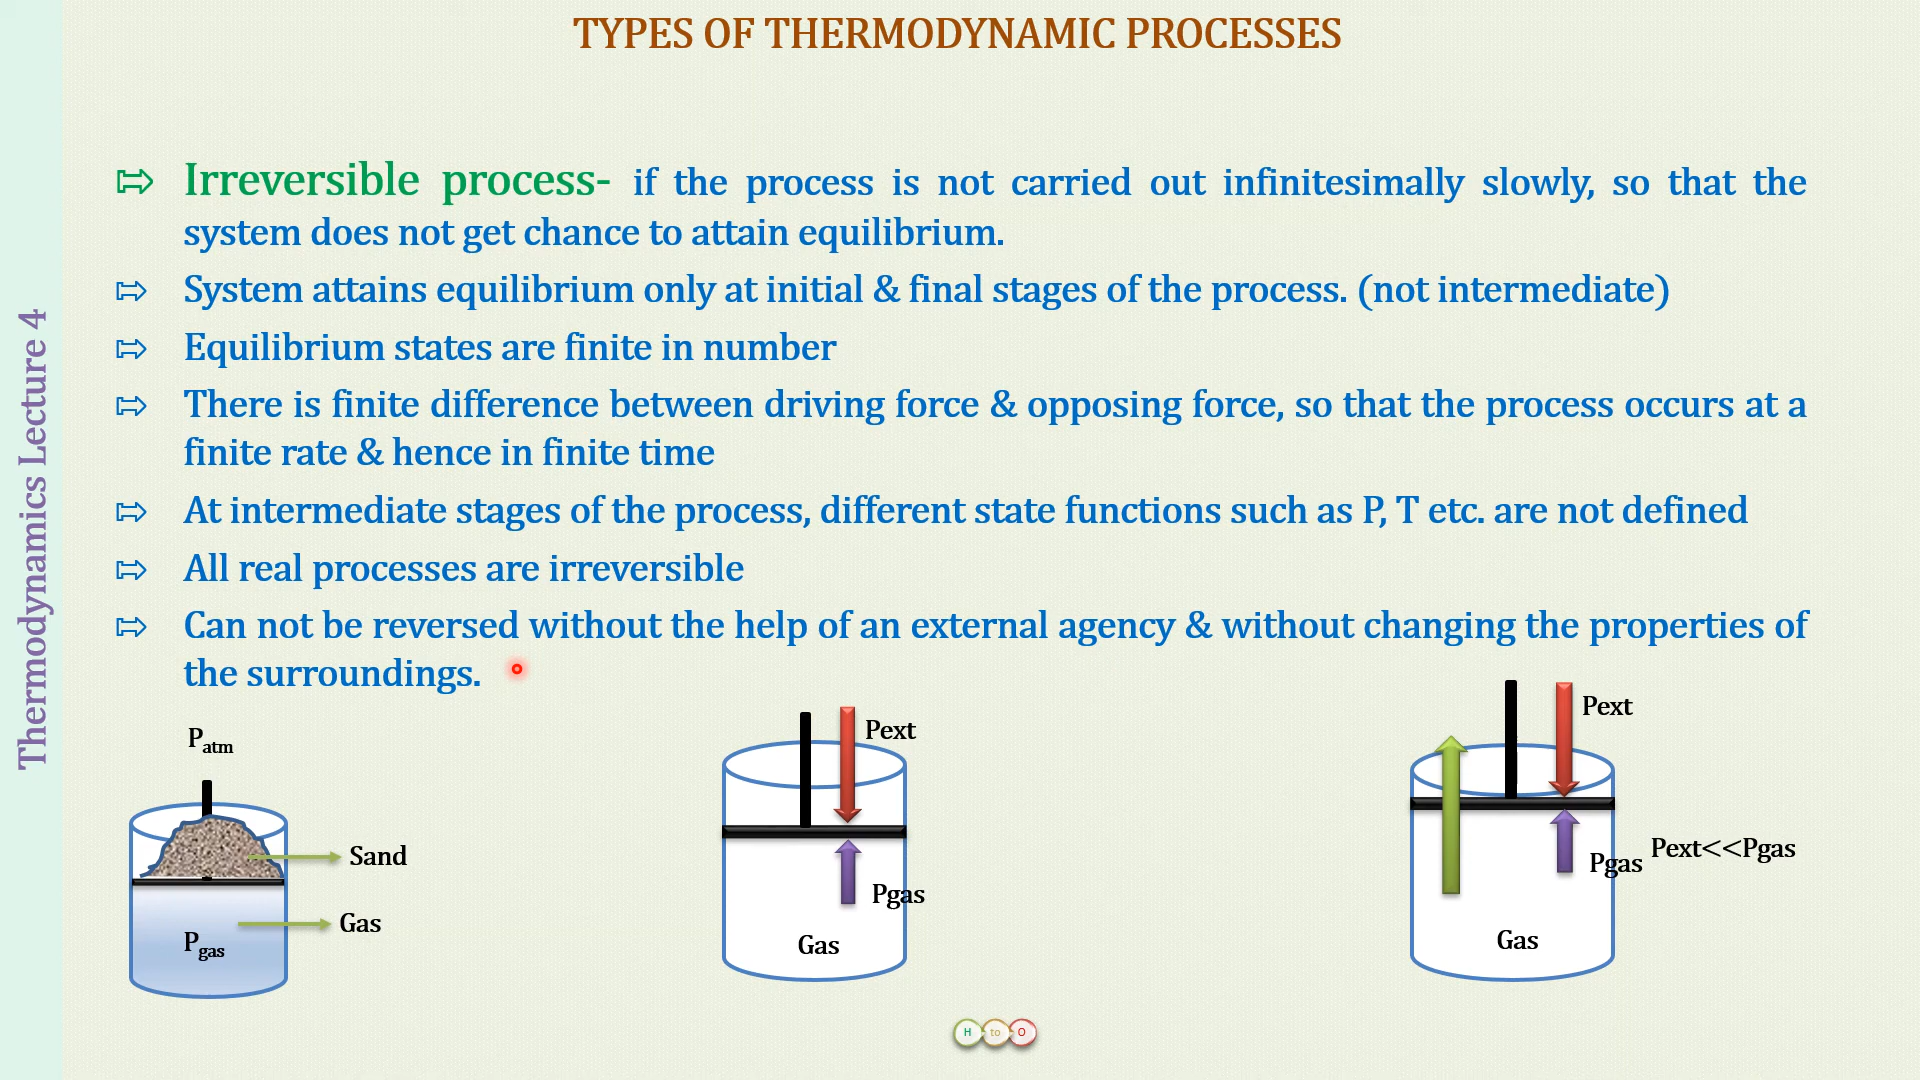 TYPES OF THERMODYNAMIC PROCESSES
Thermodynamics Lecture 4
Irreversible process- if the process is not carried out infinitesimally slowly, so that the
system does not get chance to attain equilibrium.
System attains equilibrium only at initial & final stages of the process. (not intermediate)
Equilibrium states are finite in number
There is finite difference between driving force & opposing force, so that the process occurs at a
finite rate & hence in finite time
At intermediate stages of the process, different state functions such as P, T etc. are not defined
All real processes are irreversible
Can not be reversed without the help of an external agency & without changing the properties of
the surroundings.
Patm
Sand
Gas
Pgas
Pext
Pgas
Gas
Pext
Pgas
Pext<<Pgas
Gas
H to O